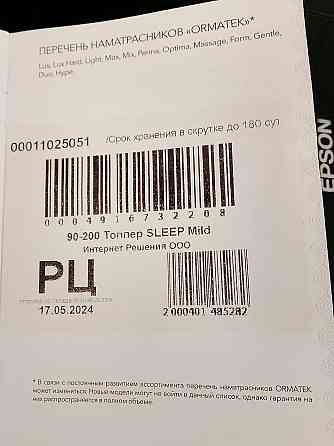 ПЕРЕЧЕНЬ НАМАТРАСНИКОВ «ORMATEK»*
Lux, Lux Hard, Light, Max, Mix, Perina, Optima, Massage, Form, Gentle,
Duo, Hype.
00011025051 /Срок хранения в скрутке до 180 сут
0004916732208
90-200 Топпер SLEEP Mild
Интернет Решения ООО
РЦ
17.05.2024
2000401485282
* В связи с постоянным развитием ассортимента перечень наматрасников ORMATEK
может измениться. Новые модели могут не войти в данный список, однако гарантия на
них распространяется в полном объеме.
EPSON